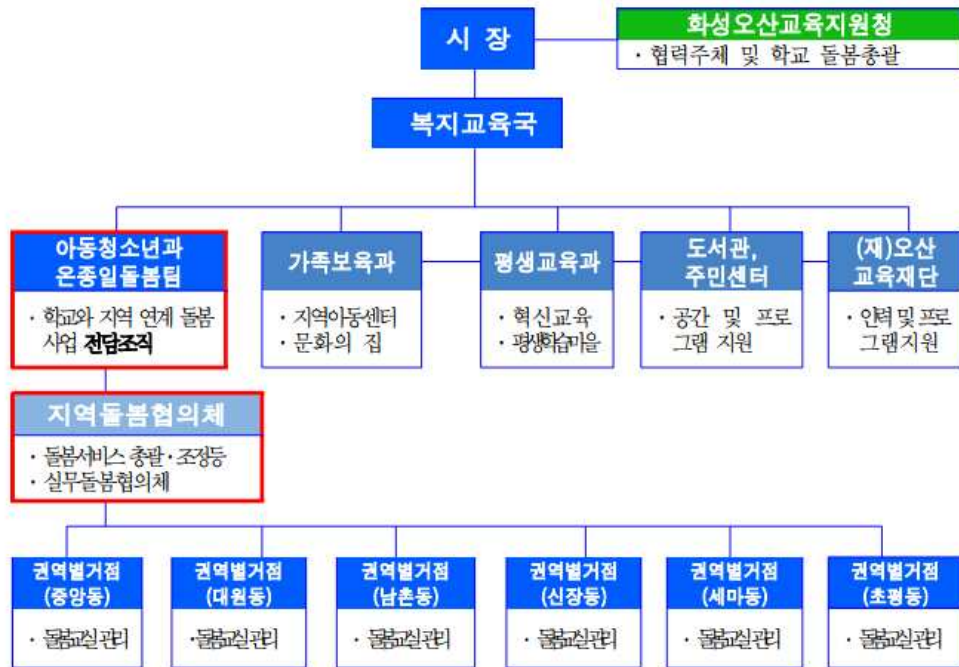 시 장
화성오산교육지원청
· 협력주체 및 학교 돌봄총괄
복지교육국
아동청소년과
온종일돌봄팀
· 학교와 지역 연계 돌봄
사업 전담조직
가족보육과
· 지역아동센터
· 문화의 집
평생교육과
· 혁신교육
· 평생학습마을
도서관,
주민센터
· 공간 및 프로
그램 지원
(재)오산
교육재단
· 인력 및 프로
그램지원
지역돌봄협의체
· 돌봄서비스 총괄·조정등
· 실무돌봄협의체
권역별거점
(중앙동)
· 돌봄교실관리
권역별거점
(대원동)
·돌봄교실관리
권역별거점
(남촌동)
· 돌봄교실관리
권역별거점
(신장동)
· 돌봄교실관리
권역별거점
(세마동)
· 돌봄교실관리
권역별거점
(초평동)
· 돌봄교실관리